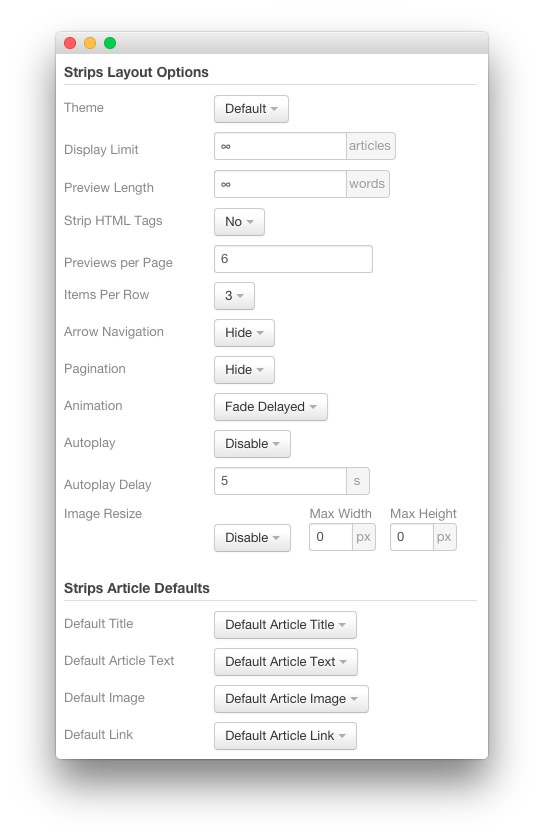 Strips Layout Options
Theme Default
Display Limit ∞ articles
Preview Length ∞ words
Strip HTML Tags No
Previews per Page 6
Items Per Row 3
Arrow Navigation Hide
Pagination Hide
Animation Fade Delayed
Autoplay Disable
Autoplay Delay 5 s
Image Resize Max Width Max Height
Disable 0 px 0 px
Strips Article Defaults
Default Title Default Article Title
Default Article Text Default Article Text
Default Image Default Article Image
Default Link Default Article Link